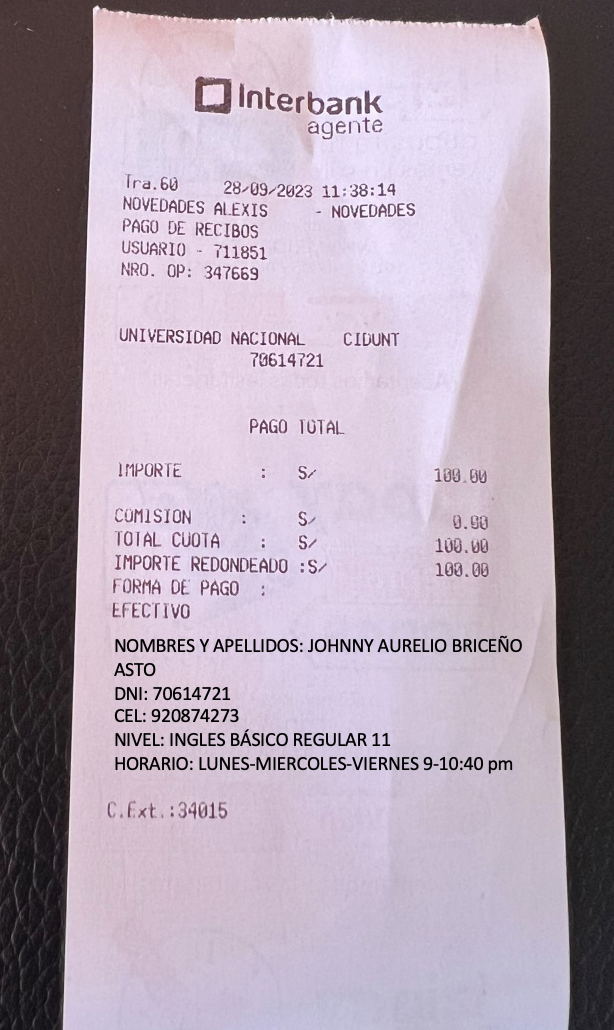 Interbank
agente
Tra.60 28/09/2023 11:38:14
NOVEDADES ALEXIS - NOVEDADES
PAGO DE RECIBOS
USUARIO - 711851
NRO. OP: 347669
UNIVERSIDAD NACIONAL CIDUNT
70614721
PAGO TOTAL
IMPORTE : S/ 100.00
COMISION : S/ 0.00
TOTAL CUOTA : S/ 100.00
IMPORTE REDONDEADO :S/ 100.00
FORMA DE PAGO :
EFECTIVO
NOMBRES Y APELLIDOS: JOHNNY AURELIO BRICEÑO
ASTO
DNI: 70614721
CEL: 920874273
NIVEL: INGLES BÁSICO REGULAR 11
HORARIO: LUNES-MIERCOLES-VIERNES 9-10:40 pm
C.Ext.:34015